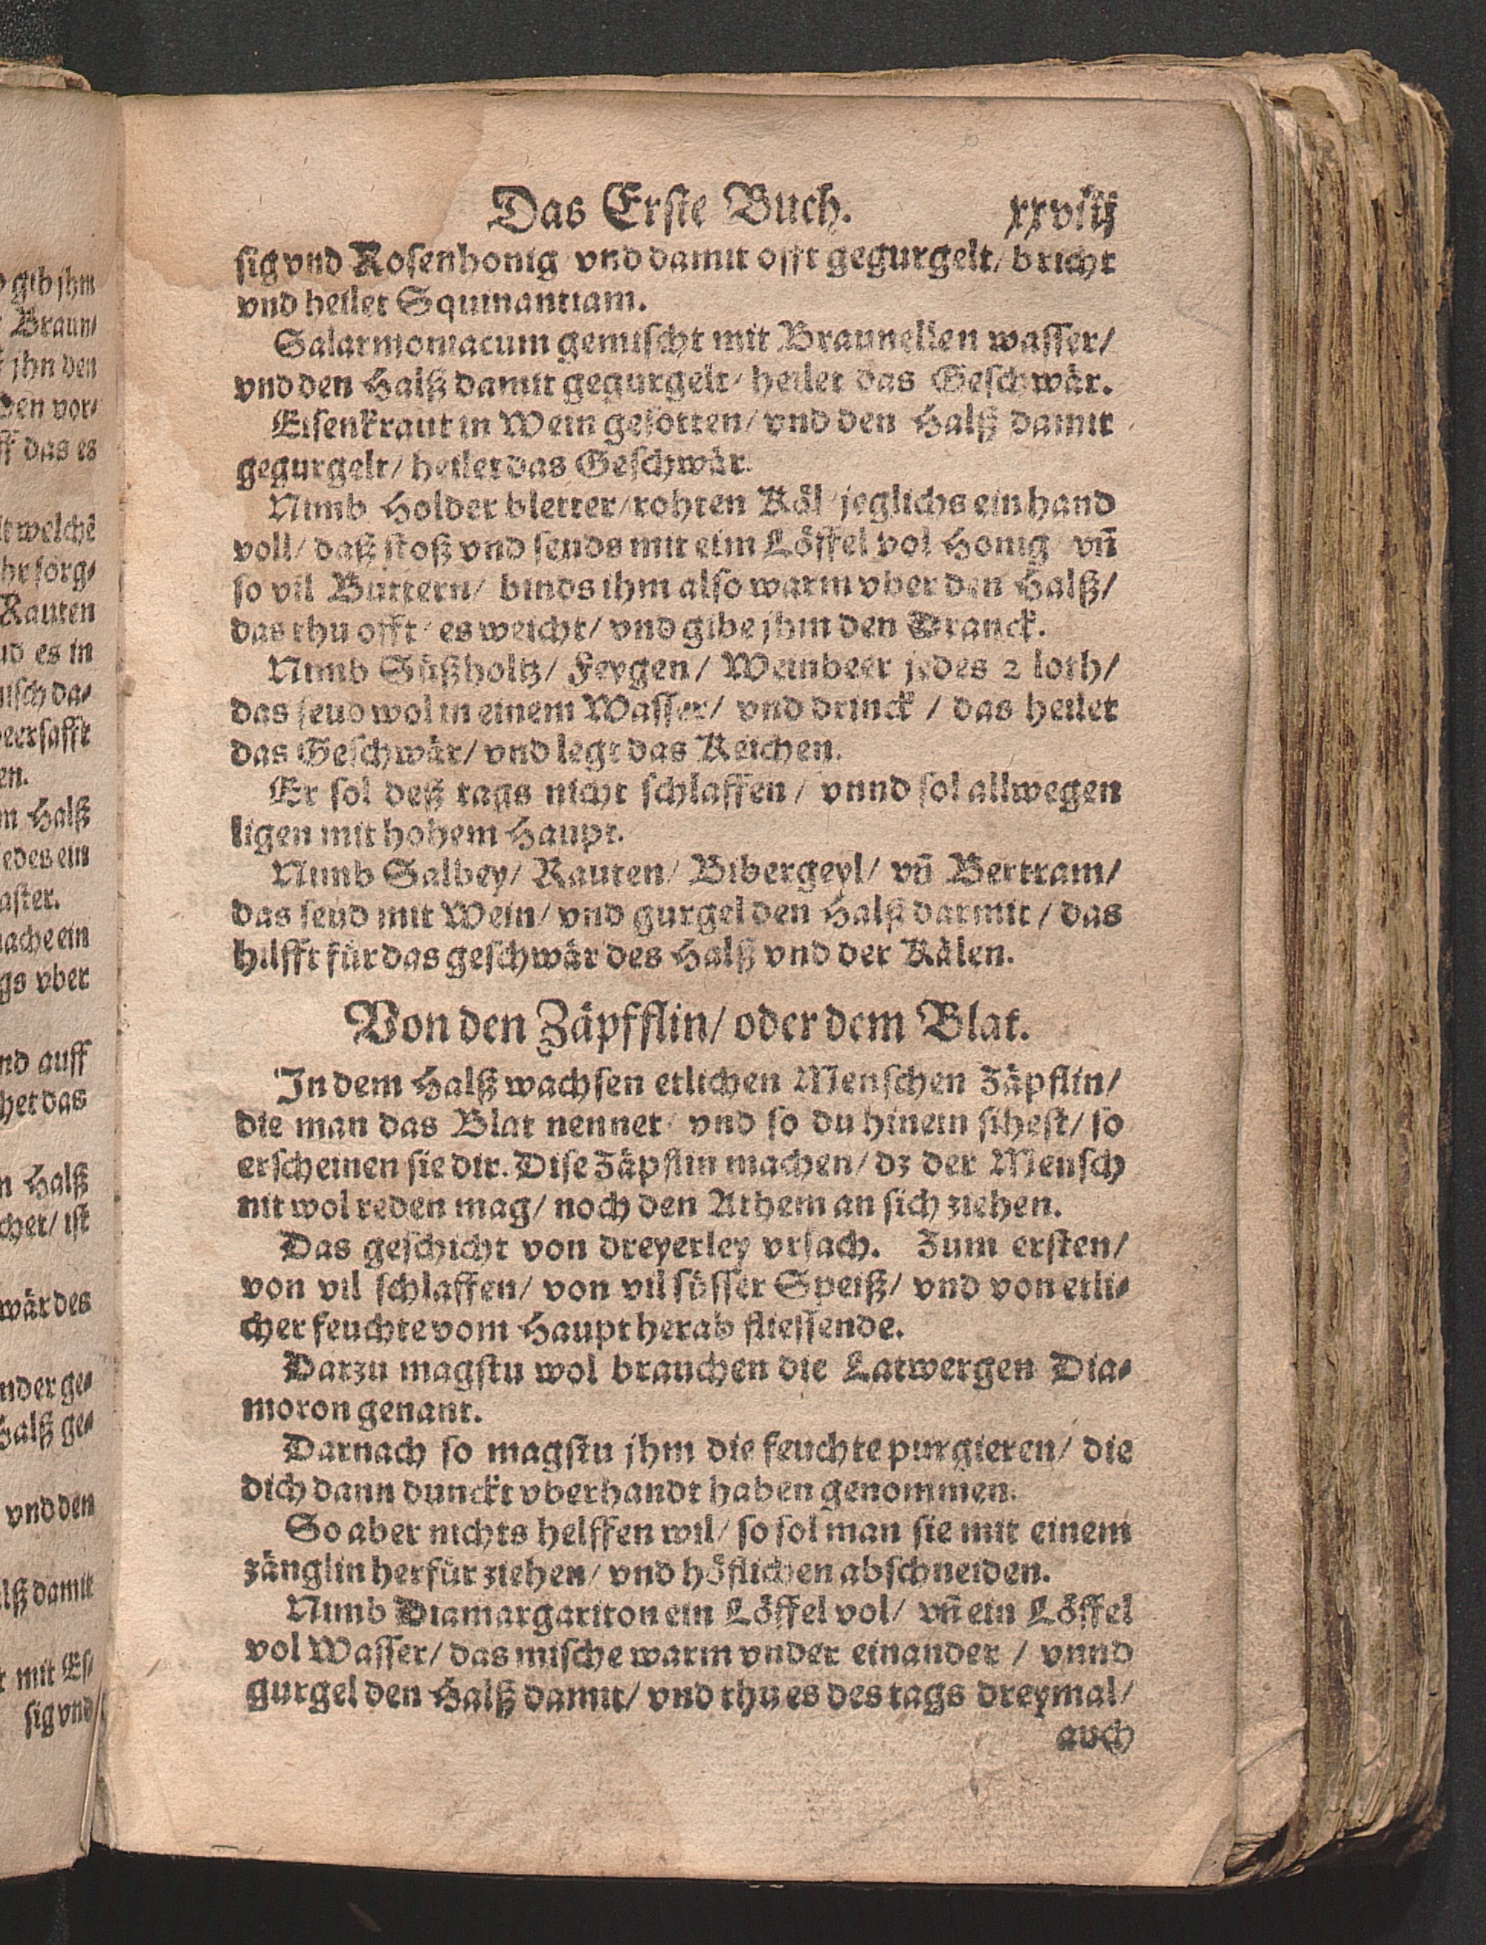 Das Erste Buch. xxviij
sig vnd Rosenhonig vnd damit offt gegurgelt/ bricht
vnd heilet Squinantiam.
Salarmoniacum gemischt mit Braunellen wasser/
vnd den Halß damit gegurgelt/ heilet das Geschwär.
Eisenkraut in Wein gesotten/ vnd den Halß damit
gegurgelt/ heilet das Geschwär.
Nimb Holder bletter/ rohten Köl/ jeglichs ein hand
voll/ daß stoß vnd seuds mit eim Löffel vol Honig/ vñ
so vil Buttern/ binds ihm also warm vber den Halß/
das thu offt/ es weicht/ vnd gibe jhm den Dranck.
Nimb Süßholtz/ Feygen/ Weinbeer jedes 2 loth/
das seud wol in einem Wasser/ vnd drinck/ das heilet
das Geschwär/ vnd legt das Keichen.
Er sol deß tags nicht schlaffen/ vnnd sol allwegen
ligen mit hohem Haupt.
Nimb Salbey/ Rauten/ Bibergeyl/ vñ Bertram/
das seud mit Wein/ vnd gurgel den Halß darmit/ das
hilfft für das geschwär des Halß vnd der Kälen.
Von den Zäpfflin/ oder dem Blat.
In dem Halß wachsen etlichen Menschen Zäpflin/
die man das Blat nennet/ vnd so du hinein sihest/ so
erscheinen sie dir. Dise Zäpflin machen/ dz der Mensch
nit wol reden mag/ noch den Athem an sich ziehen.
Das geschicht von dreyerley vrsach. Zum ersten/
von vil schlaffen/ von vil süsser Speiß/ vnd von etli-
cher feuchte vom Haupt herab fliessende.
Darzu magstu wol brauchen die Latwergen Dia-
moron genant.
Darnach so magstu jhm die feuchte purgieren/ die
dich dann dunckt vberhandt haben genommen.
So aber nichts helffen wil/ so sol man sie mit einem
zänglin herfür ziehen/ vnd höflichen abschneiden.
Nimb Diamargariton ein Löffel vol/ vñ ein Löffel
vol Wasser/ das mische warm vnder einander/ vnnd
gurgel den Halß damit/ vnd thu es des tags dreymal/
auch